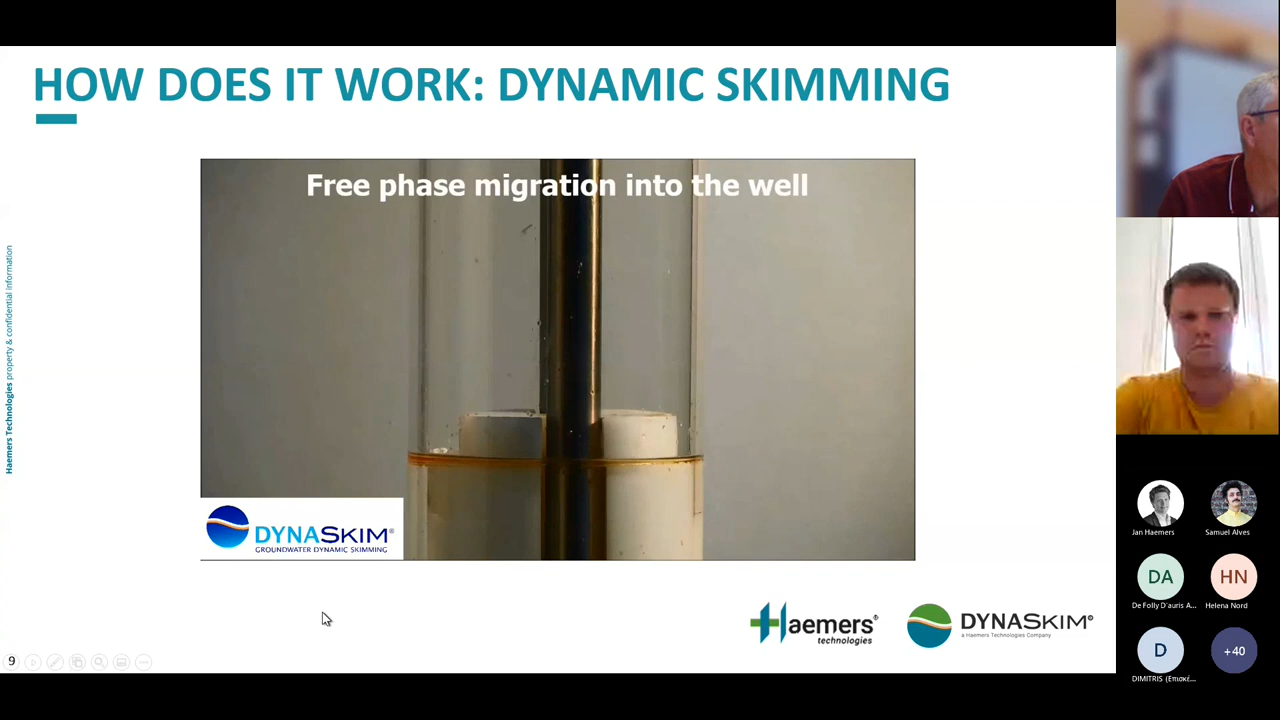 HOW DOES IT WORK: DYNAMIC SKIMMING
Haemers Technologies property & confidential information
Free phase migration into the well
DYNASKIM®
GROUNDWATER DYNAMIC SKIMMING
Haemers®
technologies
DYNASKIM®
a Haemers Technologies Company
9
Jan Haemers
Samuel Alves
DA
HN
De Folly D'auris A...
Helena Nord
D
+40
DIMITRIS (Επισκέ...